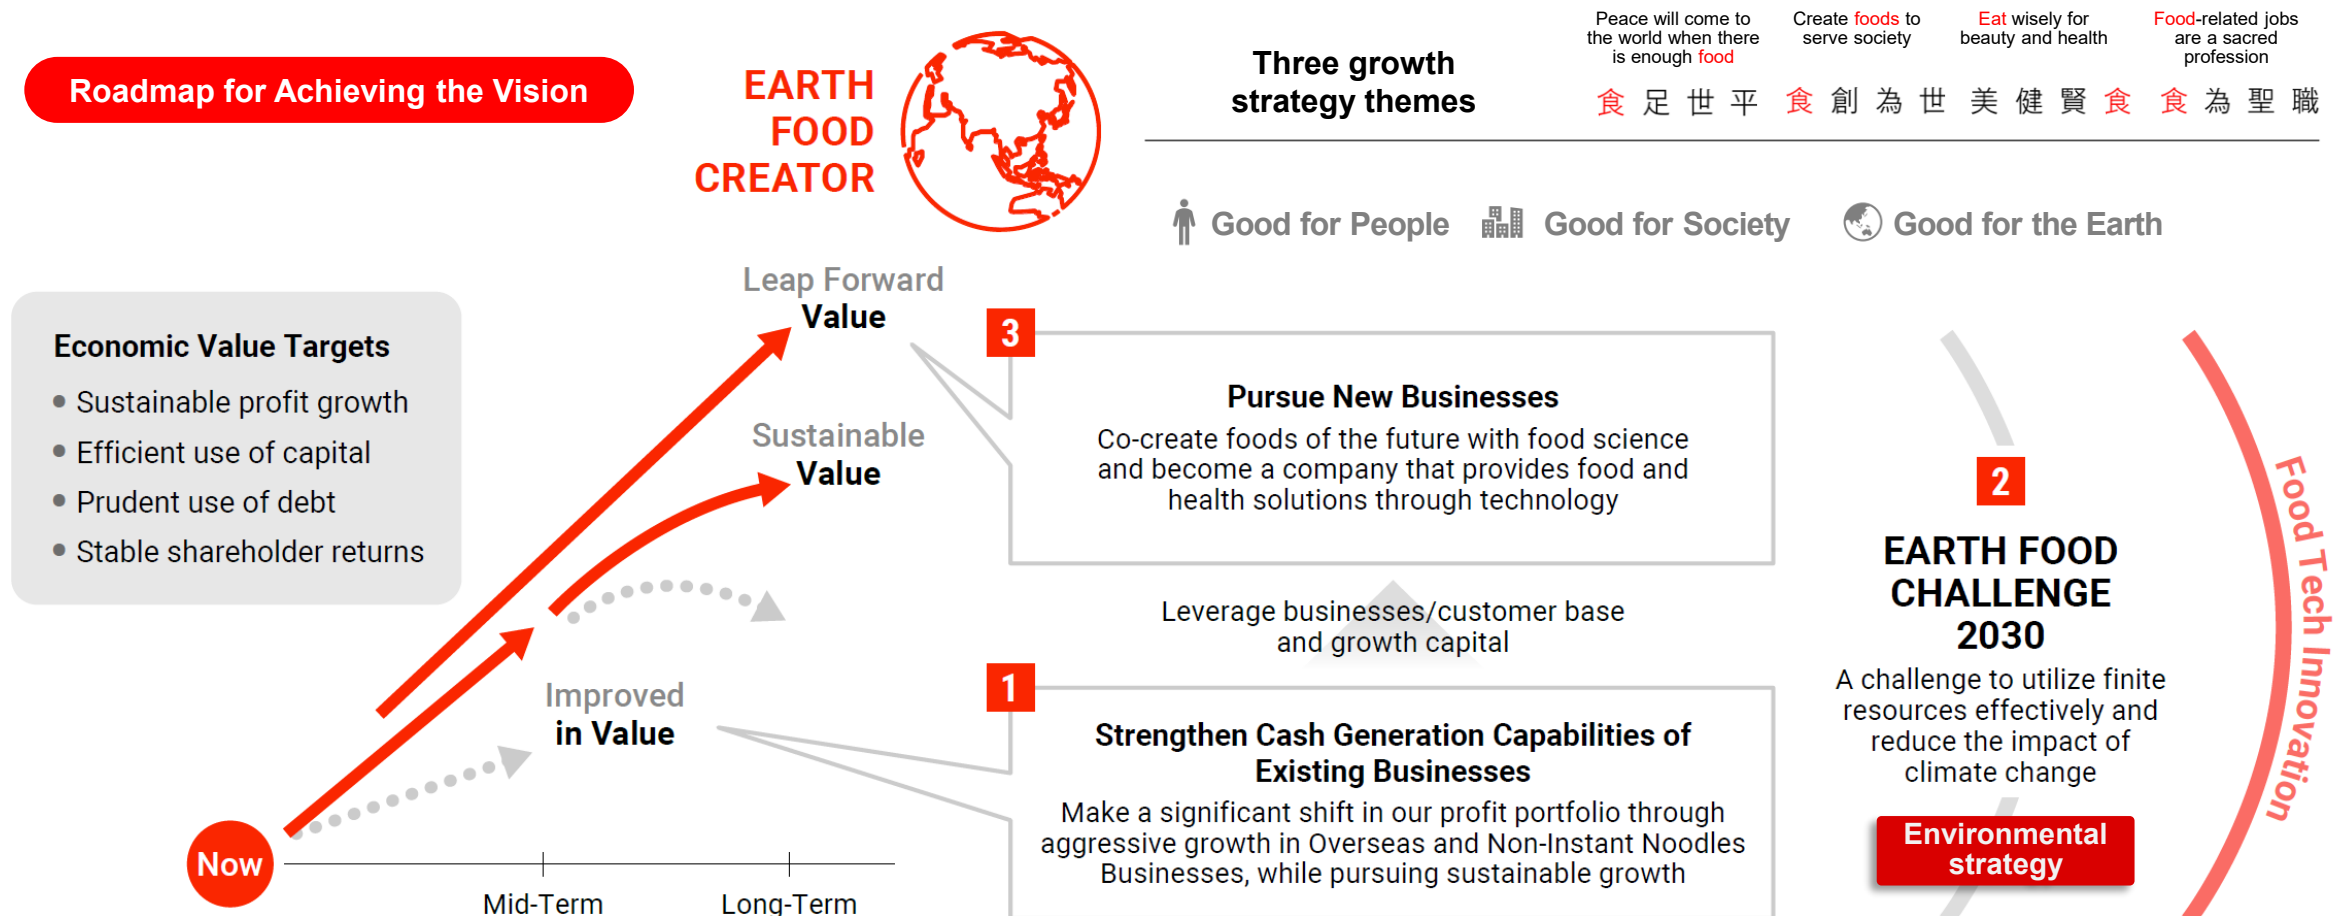 Roadmap for Achieving the Vision
EARTH
FOOD
CREATOR
Three growth
strategy themes
Peace will come to
the world when there
is enough food
食足世平
Create foods to
serve society
食創為世
Eat wisely for
beauty and health
美健賢食
Food-related jobs
are a sacred
profession
食為聖職
Good for People
Good for Society
Good for the Earth
Economic Value Targets
• Sustainable profit growth
• Efficient use of capital
• Prudent use of debt
• Stable shareholder returns
Leap Forward
Value
Sustainable
Value
Improved
in Value
Now
Mid-Term
Long-Term
3
Pursue New Businesses
Co-create foods of the future with food science
and become a company that provides food and
health solutions through technology
Leverage businesses/customer base
and growth capital
1
Strengthen Cash Generation Capabilities of
Existing Businesses
Make a significant shift in our profit portfolio through
aggressive growth in Overseas and Non-Instant Noodles
Businesses, while pursuing sustainable growth
2
EARTH FOOD
CHALLENGE
2030
A challenge to utilize finite
resources effectively and
reduce the impact of
climate change
Environmental
strategy
Food Tech Innovation